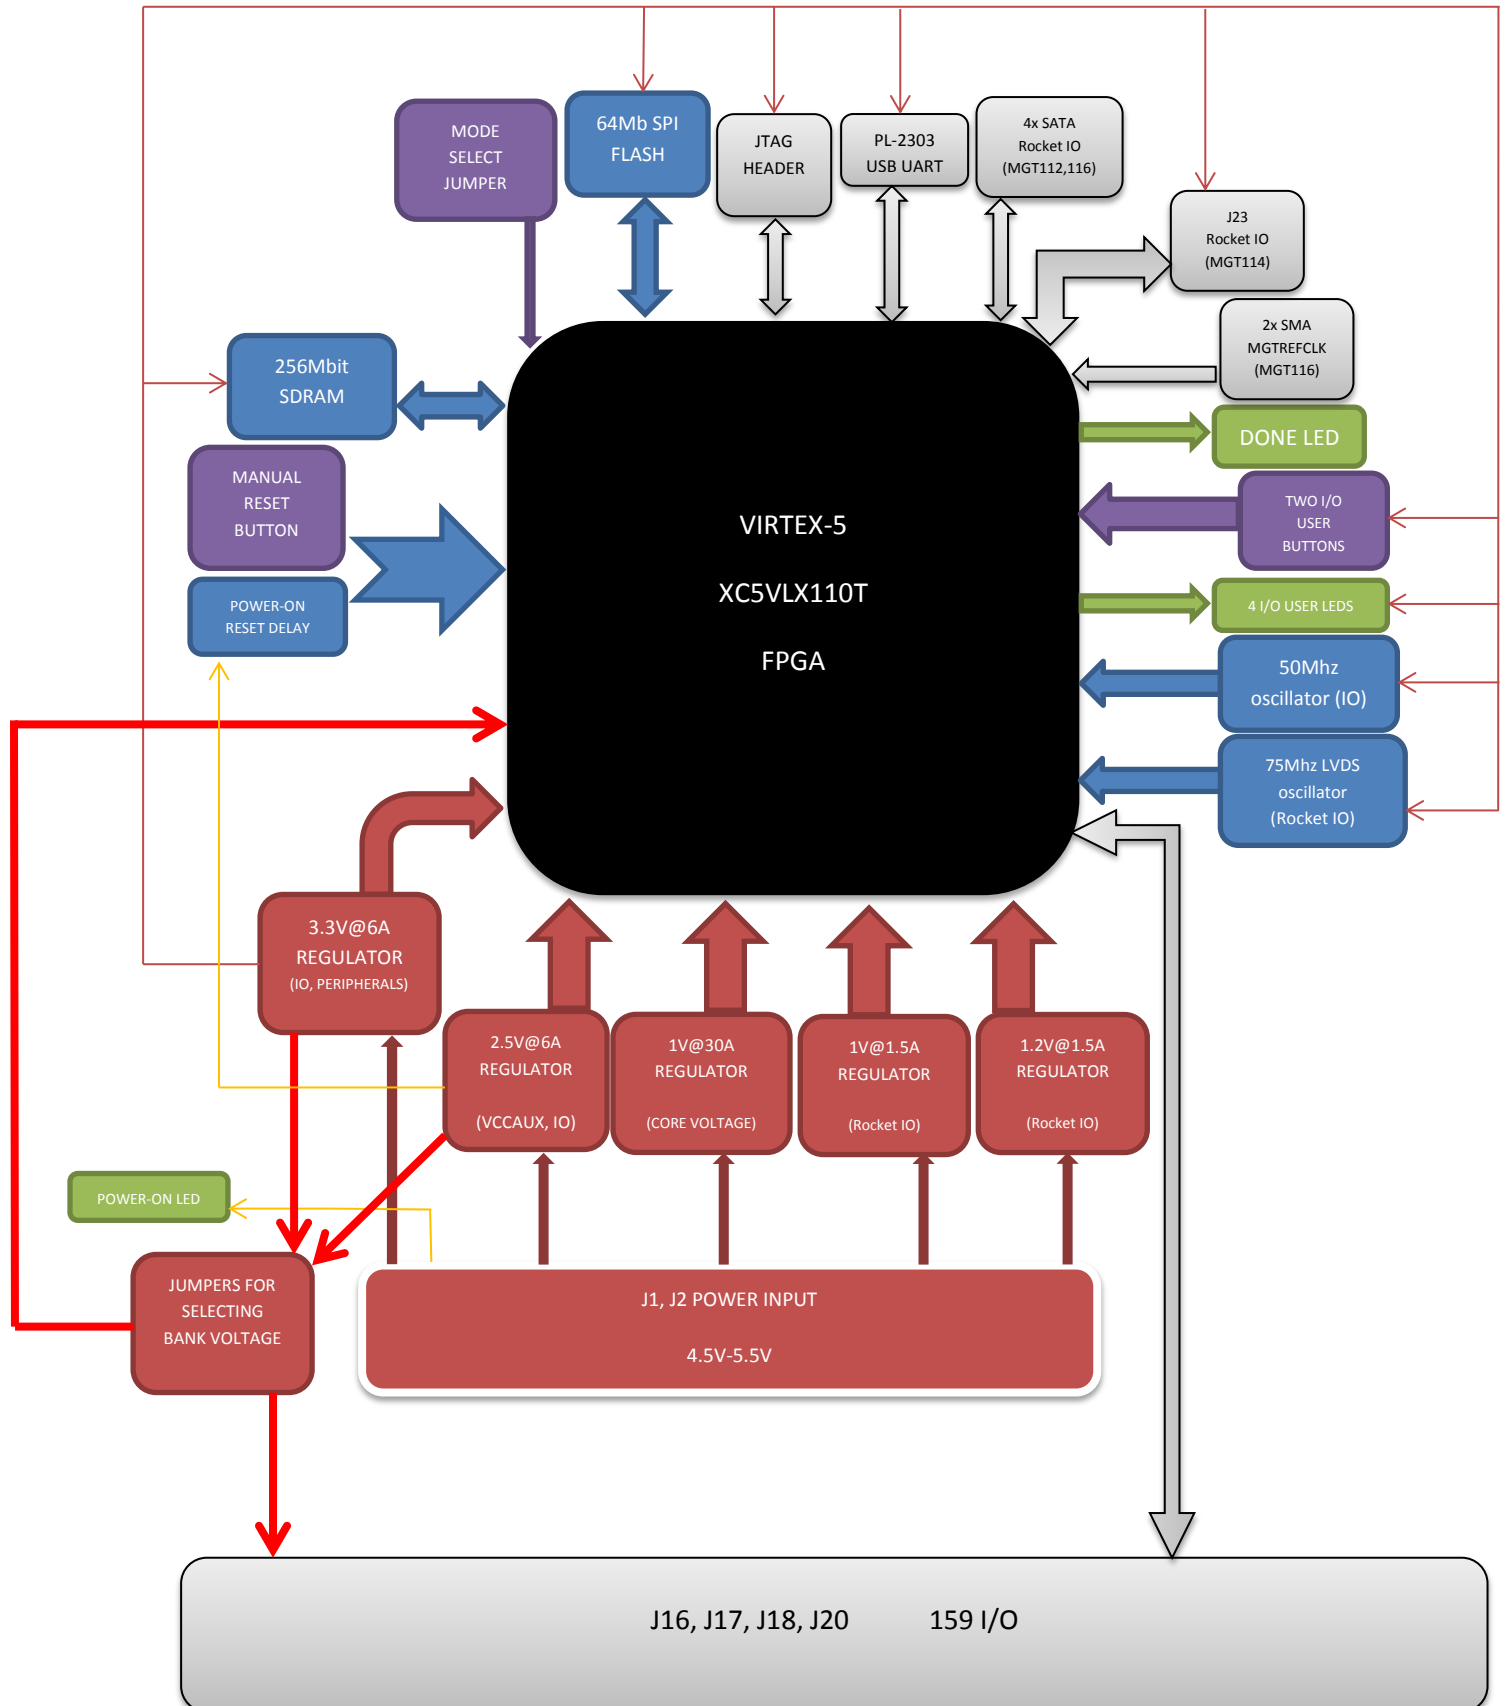 MODE
SELECT
JUMPER
64Mb SPI
FLASH
JTAG
HEADER
PL-2303
USB UART
4x SATA
Rocket IO
(MGT112,116)
J23
Rocket IO
(MGT114)
2x SMA
MGTREFCLK
(MGT116)
256Mbit
SDRAM
DONE LED
MANUAL
RESET
BUTTON
TWO I/O
USER
BUTTONS
POWER-ON
RESET DELAY
4 I/O USER LEDS
VIRTEX-5
XC5VLX110T
FPGA
50Mhz
oscillator (IO)
75Mhz LVDS
oscillator
(Rocket IO)
3.3V@6A
REGULATOR
(IO, PERIPHERALS)
2.5V@6A
REGULATOR
(VCCAUX, IO)
1V@30A
REGULATOR
(CORE VOLTAGE)
1V@1.5A
REGULATOR
(Rocket IO)
1.2V@1.5A
REGULATOR
(Rocket IO)
POWER-ON LED
JUMPERS FOR
SELECTING
BANK VOLTAGE
J1, J2 POWER INPUT
4.5V-5.5V
J16, J17, J18, J20 159 I/O